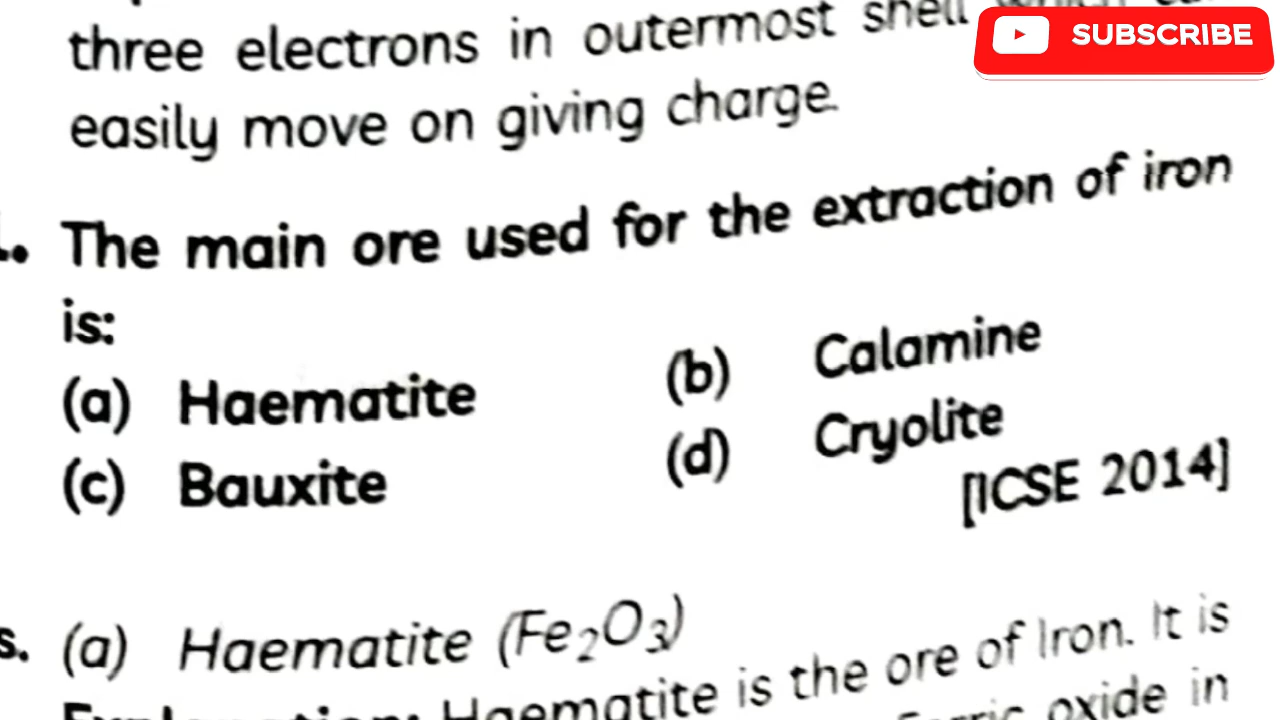 three electrons in outermost shell
SUBSCRIBE
easily move on giving charge.
. The main ore used for the extraction of iron
is:
(a) Haematite (b) Calamine
(c) Bauxite (d) Cryolite
[ICSE 2014]
s. (a) Haematite (Fe₂O₃)
Explanation: Haematite is the ore of Iron. It is
Ferric oxide in